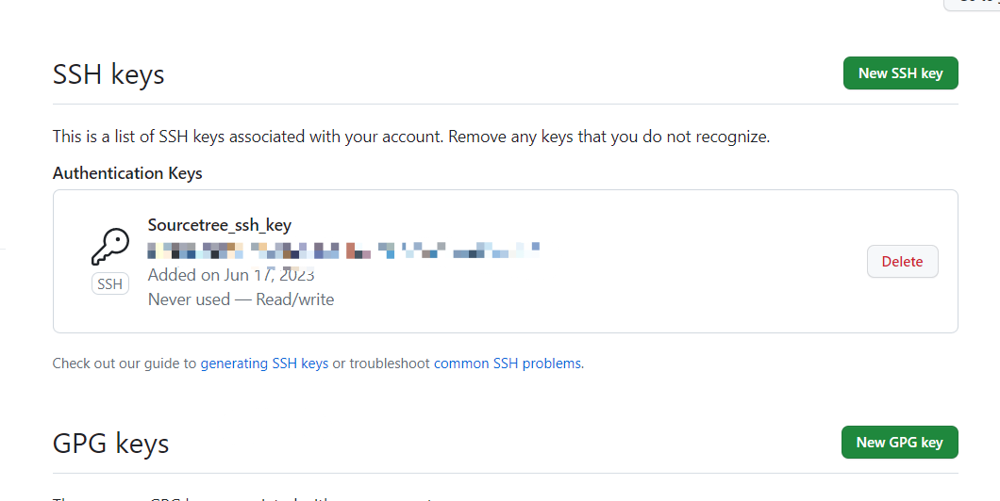 SSH keys
New SSH key
This is a list of SSH keys associated with your account. Remove any keys that you do not recognize.
Authentication Keys
Sourcetree_ssh_key
Added on Jun 17, 2023
SSH
Never used — Read/write
Delete
Check out our guide to generating SSH keys or troubleshoot common SSH problems.
GPG keys
New GPG key